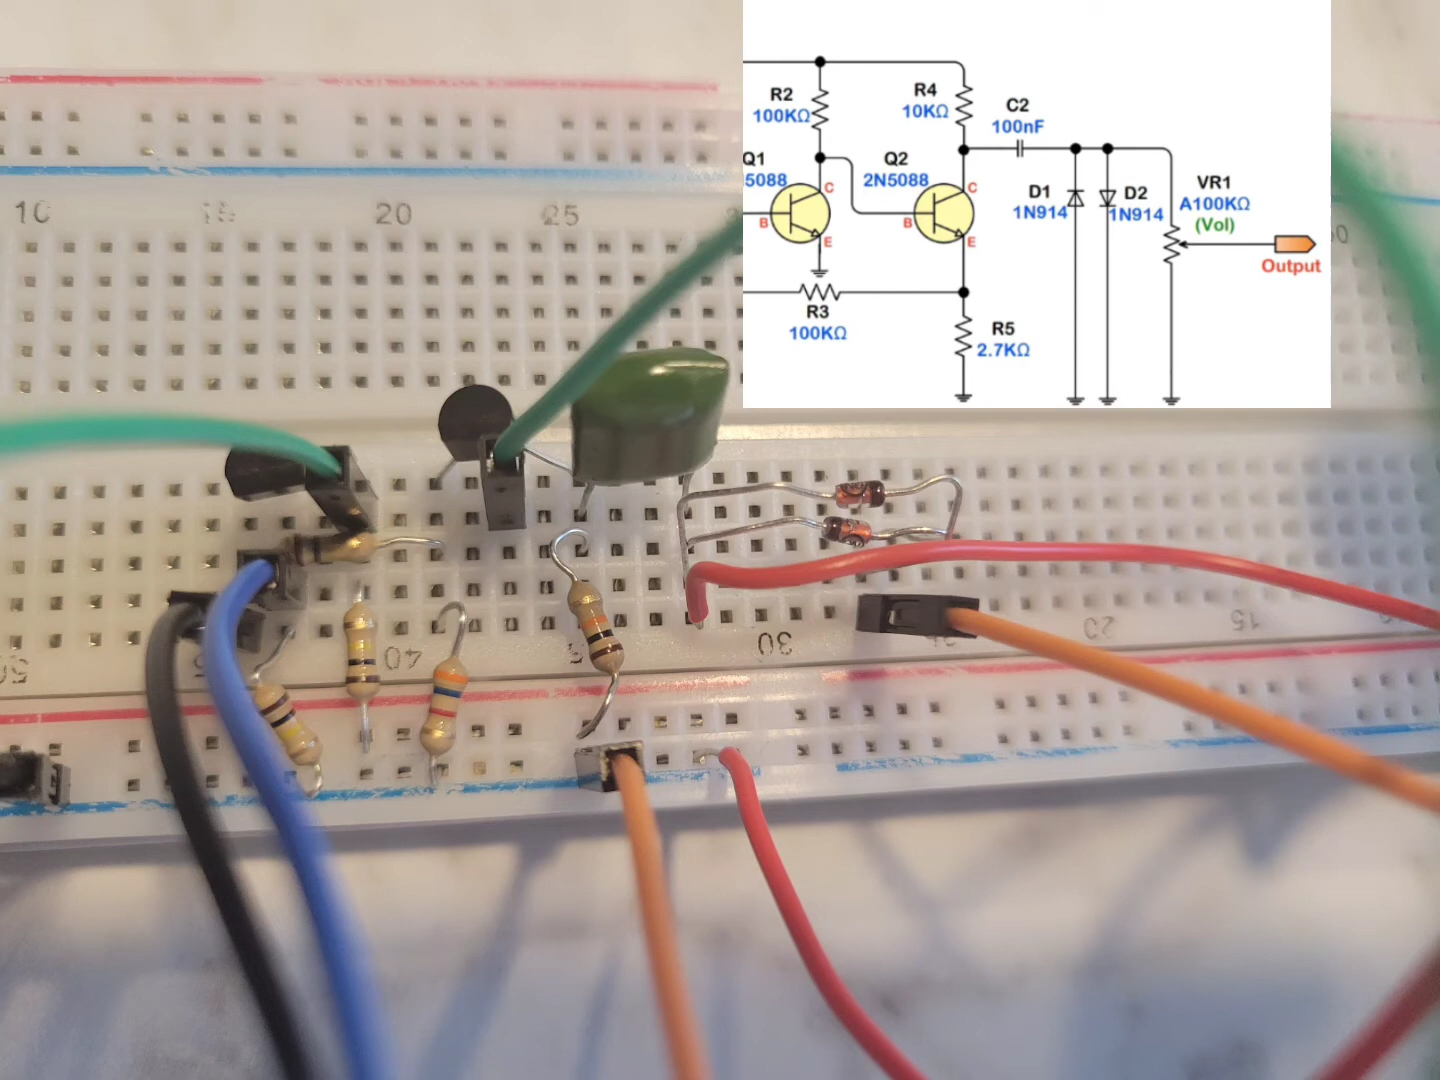 R2
100KΩ
R4
10KΩ
C2
100nF
Q1
5088
C
B
E
Q2
2N5088
C
B
E
D1
1N914
D2
1N914
VR1
A100KΩ
(Vol)
Output
R3
100KΩ
R5
2.7KΩ
10
15
20
25
40
30
20
15